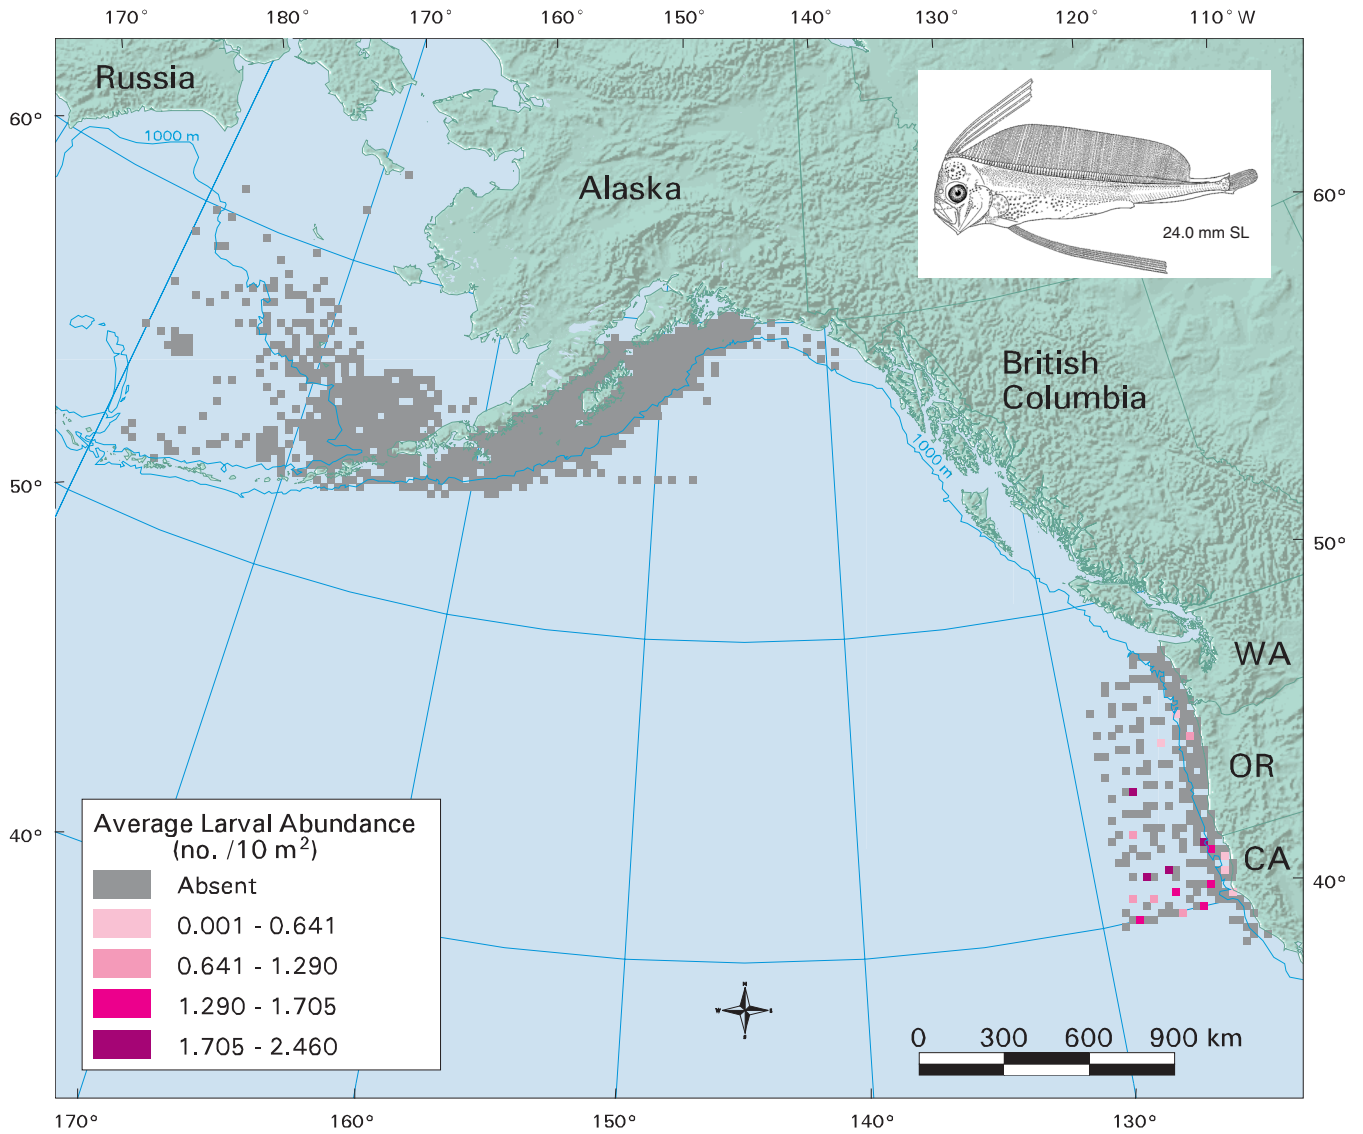 170° 180° 170° 160° 150° 140° 130° 120° 110° W
Russia
1000 m
60°
Alaska
24.0 mm SL
60°
British
Columbia
1000 m
50°
50°
WA
OR
CA
40°
40°
Average Larval Abundance
(no. /10 m²)
Absent
0.001 - 0.641
0.641 - 1.290
1.290 - 1.705
1.705 - 2.460
N
0 300 600 900 km
170° 160° 150° 140° 130°